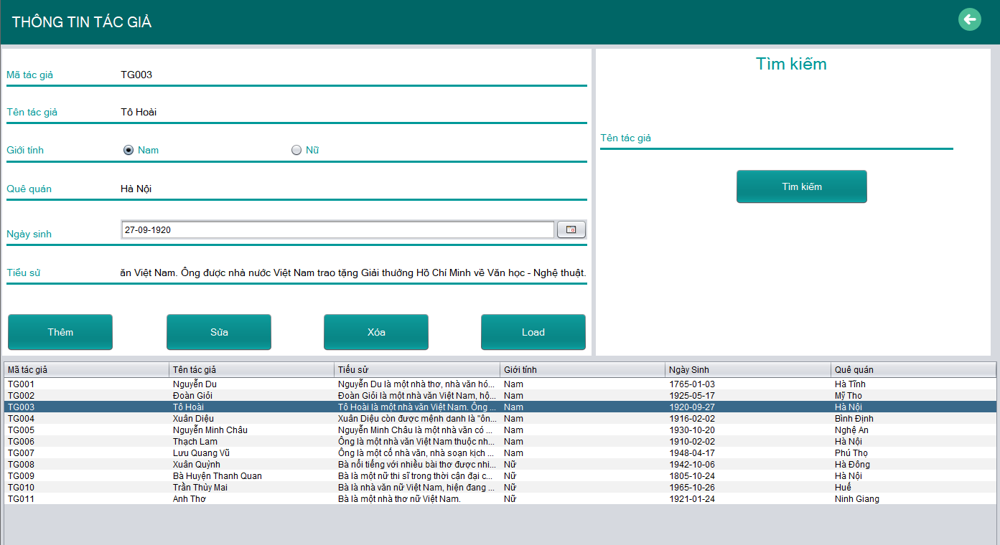 THÔNG TIN TÁC GIẢ
Mã tác giả TG003
Tên tác giả Tô Hoài
Giới tính Nam Nữ
Quê quán Hà Nội
Ngày sinh 27-09-1920
Tiểu sử ăn Việt Nam. Ông được nhà nước Việt Nam trao tặng Giải thưởng Hồ Chí Minh về Văn học - Nghệ thuật.
Thêm Sửa Xóa Load
Tìm kiếm
Tên tác giả
Tìm kiếm
Mã tác giả Tên tác giả Tiểu sử Giới tính Ngày Sinh Quê quán
TG001 Nguyễn Du Nguyễn Du là một nhà thơ, nhà văn hó... Nam 1765-01-03 Hà Tĩnh
TG002 Đoàn Giỏi Đoàn Giỏi là một nhà văn Việt Nam, hộ... Nam 1925-05-17 Mỹ Tho
TG003 Tô Hoài Tô Hoài là một nhà văn Việt Nam. Ông ... Nam 1920-09-27 Hà Nội
TG004 Xuân Diệu Xuân Diệu còn được mệnh danh là "ôn... Nam 1916-02-02 Bình Định
TG005 Nguyễn Minh Châu Nguyễn Minh Châu là một nhà văn có ... Nam 1930-10-20 Nghệ An
TG006 Thạch Lam Ông là một nhà văn Việt Nam thuộc nh... Nam 1910-02-02 Hà Nội
TG007 Lưu Quang Vũ Ông là một cố nhà văn, nhà soạn kịch ... Nam 1948-04-17 Phú Thọ
TG008 Xuân Quỳnh Bà nổi tiếng với nhiều bài thơ được nhi... Nữ 1942-10-06 Hà Đông
TG009 Bà Huyện Thanh Quan Bà là một nữ thi sĩ trong thời cận đại c... Nữ 1805-10-24 Hà Nội
TG010 Trần Thùy Mai Bà là nhà văn nữ Việt Nam, hiện đang ... Nữ 1965-10-26 Huế
TG011 Anh Thơ Bà là một nhà thơ nữ Việt Nam. Nữ 1921-01-24 Ninh Giang